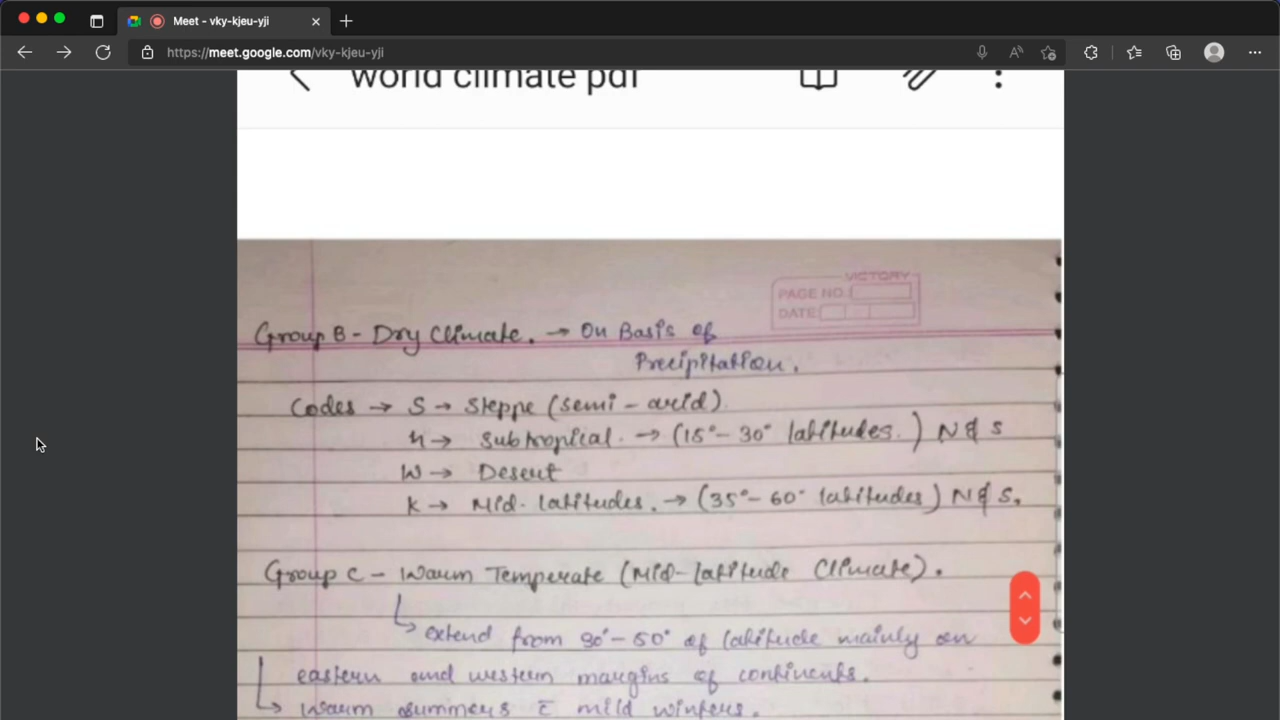 Meet - vky-kjeu-yji
https://meet.google.com/vky-kjeu-yji
world climate pdf
VICTORY
PAGE NO.:
DATE:
Group B - Dry Climate. → On Basis of
Precipitation.
Codes → S → Steppe (semi - arid)
h → Subtropical. → (15° - 30° latitudes.) N & S
W → Desert
k → Mid - latitudes. → (35° - 60° latitudes) N & S.
Group C - Warm Temperate (Mid-latitude Climate).
extend from 30° - 50° of latitude mainly on
eastern and western margins of continents.
→ warm summers c̄ mild winters.